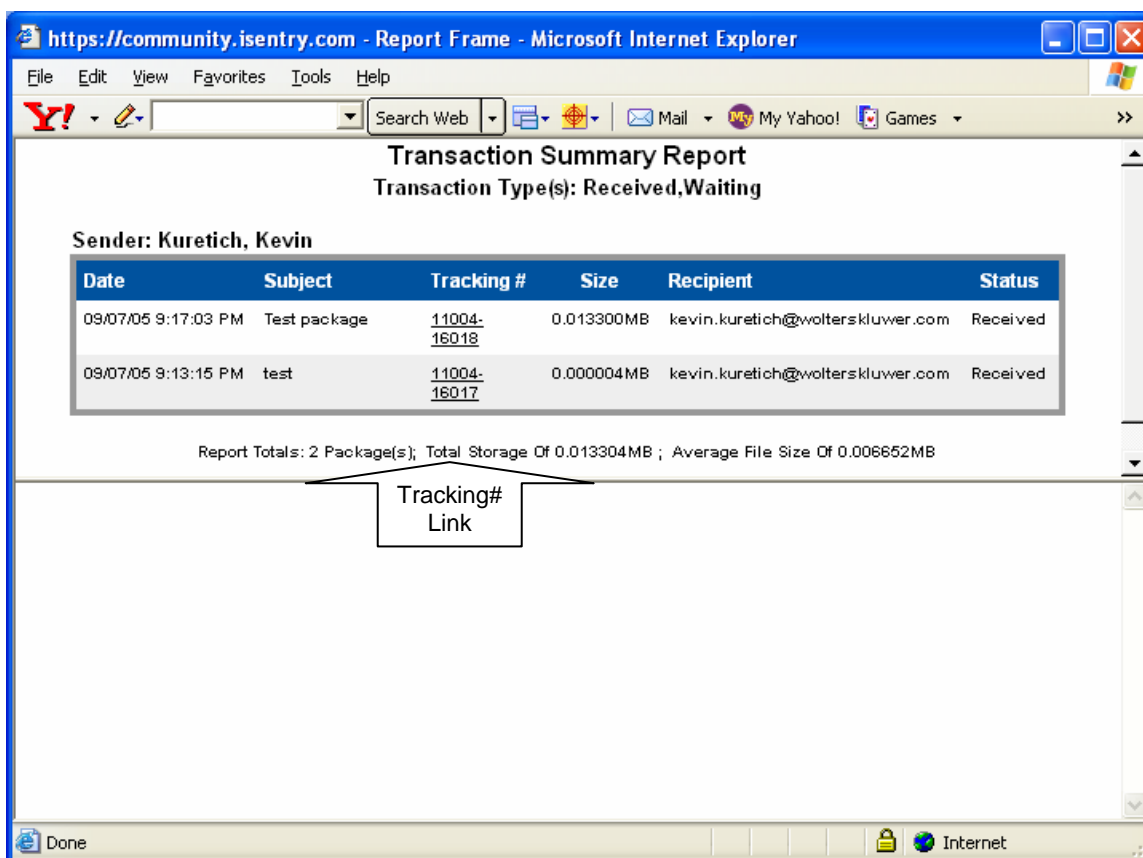 https://community.isentry.com - Report Frame - Microsoft Internet Explorer
File Edit View Favorites Tools Help
Y! Search Web Mail My My Yahoo! Games »
Transaction Summary Report
Transaction Type(s): Received,Waiting
Sender: Kuretich, Kevin
Date Subject Tracking # Size Recipient Status
09/07/05 9:17:03 PM Test package 11004- 0.013300MB kevin.kuretich@wolterskluwer.com Received
16018
09/07/05 9:13:15 PM test 11004- 0.000004MB kevin.kuretich@wolterskluwer.com Received
16017
Report Totals: 2 Package(s); Total Storage Of 0.013304MB ; Average File Size Of 0.006652MB
Tracking#
Link
Done Internet